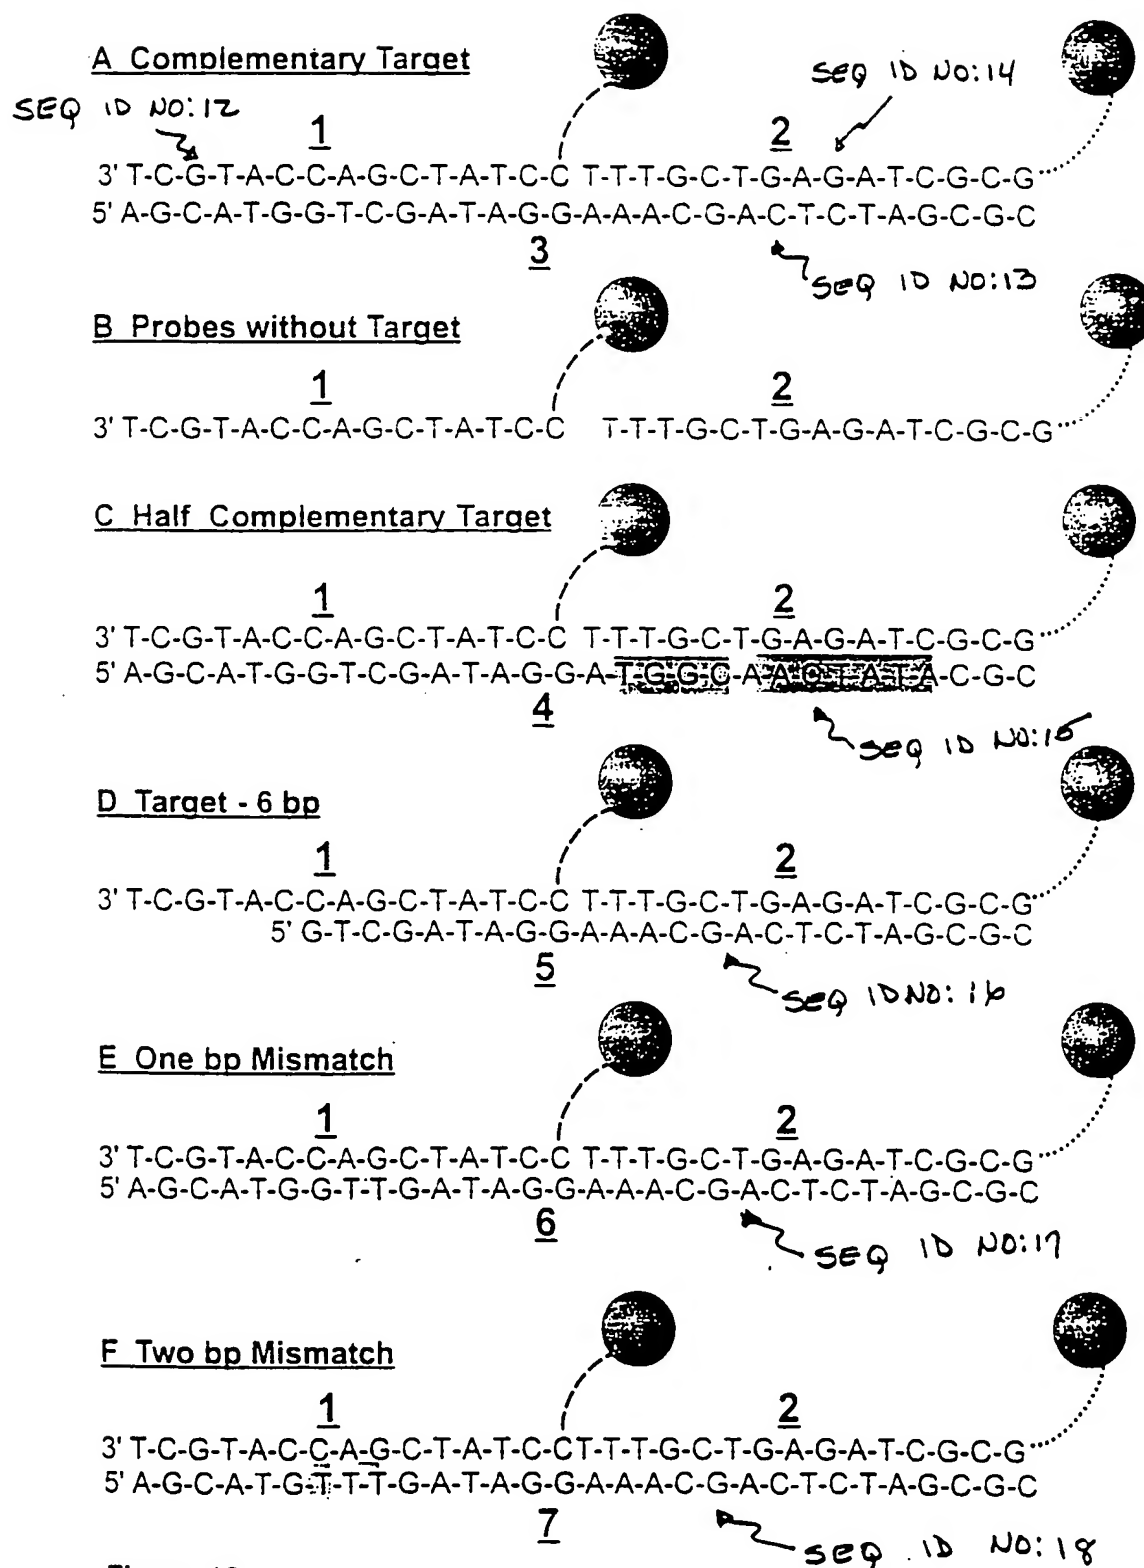 A Complementary Target
SEQ ID NO:14
SEQ ID NO:12
1
2
3' T-C-G-T-A-C-C-A-G-C-T-A-T-C-C T-T-T-G-C-T-G-A-G-A-T-C-G-C-G
5' A-G-C-A-T-G-G-T-C-G-A-T-A-G-G-A-A-A-C-G-A-C-T-C-T-A-G-C-G-C
3
SEQ ID NO:13
B Probes without Target
1
2
3' T-C-G-T-A-C-C-A-G-C-T-A-T-C-C T-T-T-G-C-T-G-A-G-A-T-C-G-C-G
C Half Complementary Target
1
2
3' T-C-G-T-A-C-C-A-G-C-T-A-T-C-C T-T-T-G-C-T-G-A-G-A-T-C-G-C-G
5' A-G-C-A-T-G-G-T-C-G-A-T-A-G-G-A-T-G-G-C-A-A-C-T-A-T-A-C-G-C
4
SEQ ID NO:15
D Target - 6 bp
1
2
3' T-C-G-T-A-C-C-A-G-C-T-A-T-C-C T-T-T-G-C-T-G-A-G-A-T-C-G-C-G
5' G-T-C-G-A-T-A-G-G-A-A-A-C-G-A-C-T-C-T-A-G-C-G-C
5
SEQ ID NO:16
E One bp Mismatch
1
2
3' T-C-G-T-A-C-C-A-G-C-T-A-T-C-C T-T-T-G-C-T-G-A-G-A-T-C-G-C-G
5' A-G-C-A-T-G-G-T-T-G-A-T-A-G-G-A-A-A-C-G-A-C-T-C-T-A-G-C-G-C
6
SEQ ID NO:17
F Two bp Mismatch
1
2
3' T-C-G-T-A-C-C-A-G-C-T-A-T-C-C-T-T-T-G-C-T-G-A-G-A-T-C-G-C-G
5' A-G-C-A-T-G-T-T-T-G-A-T-A-G-G-A-A-A-C-G-A-C-T-C-T-A-G-C-G-C
7
SEQ ID NO:18